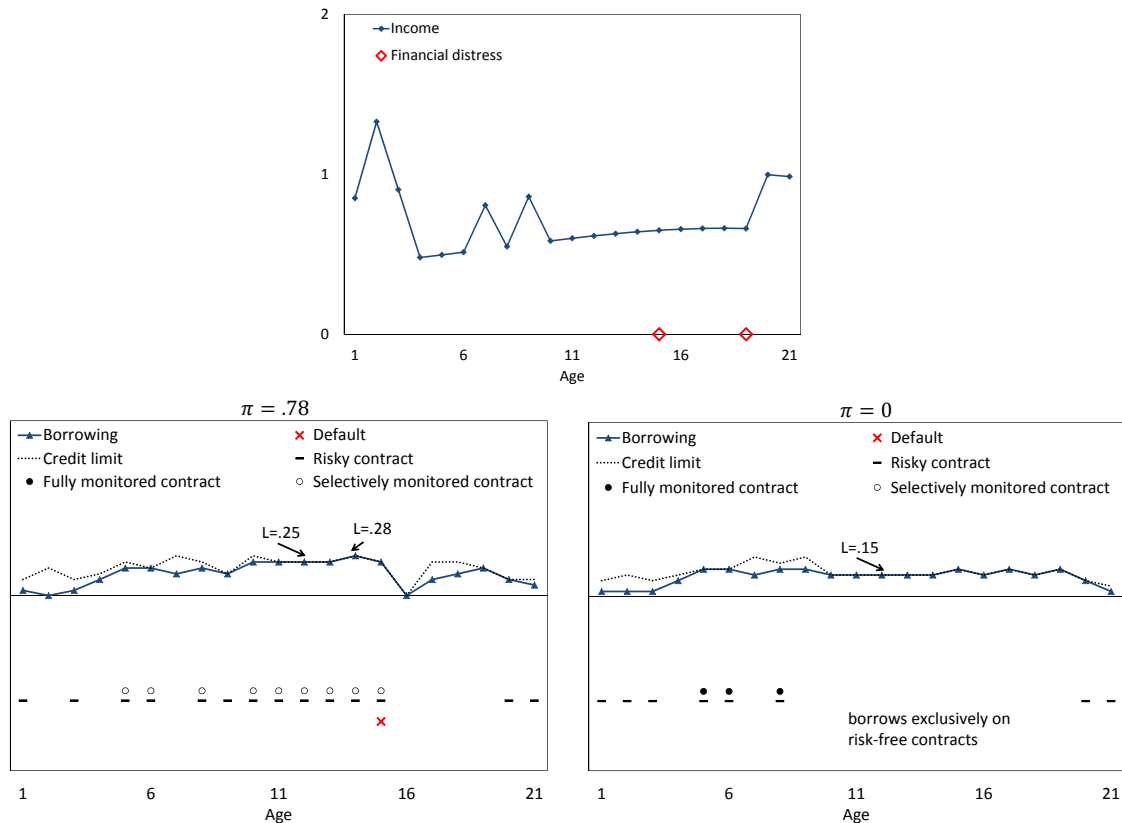 2
Income
Financial distress
1
0
1 6 11 16 21
Age
π = .78
Borrowing Default
Credit limit Risky contract
Fully monitored contract Selectively monitored contract
L=.25
L=.28
1 6 11 16 21
Age
π = 0
Borrowing Default
Credit limit Risky contract
Fully monitored contract Selectively monitored contract
L=.15
borrows exclusively on
risk-free contracts
1 6 11 16 21
Age